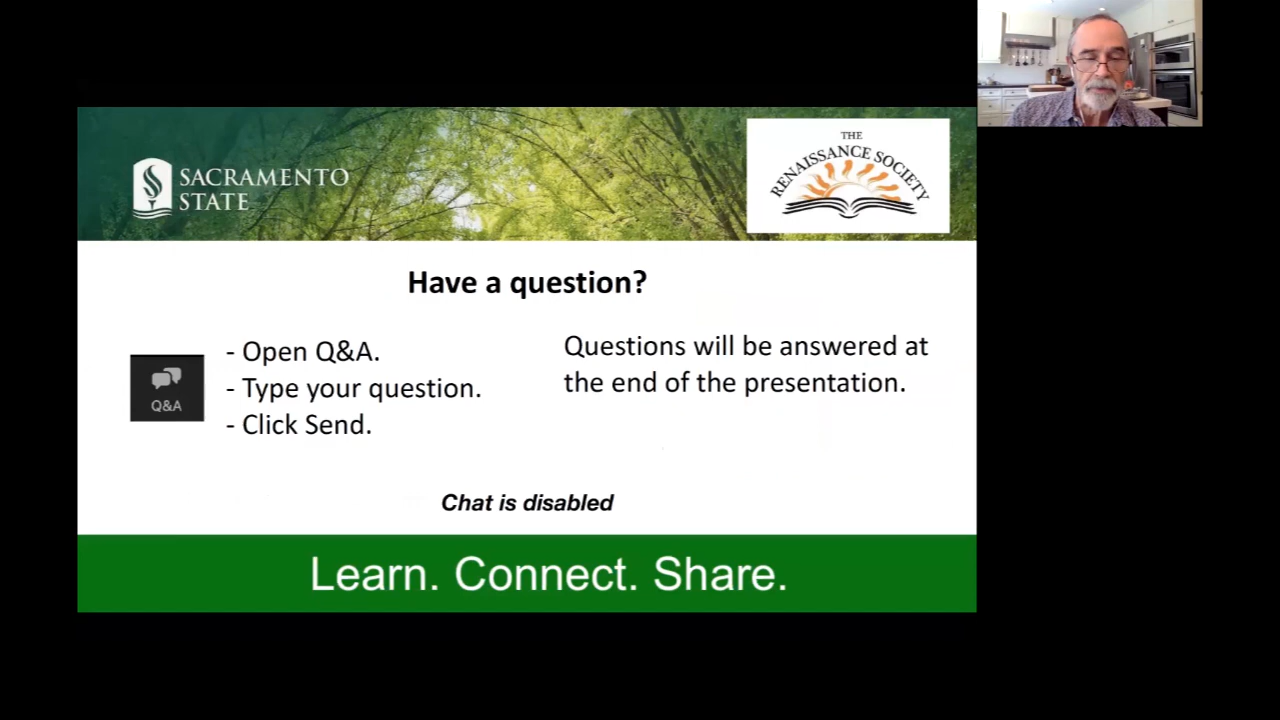 SACRAMENTO
STATE
THE
RENAISSANCE SOCIETY
Have a question?
- Open Q&A.
- Type your question.
- Click Send.
Q&A
Questions will be answered at
the end of the presentation.
Chat is disabled
Learn. Connect. Share.